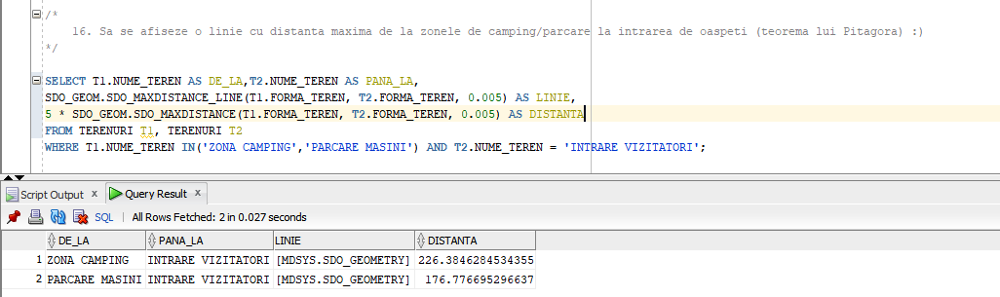 /*
16. Sa se afiseze o linie cu distanta maxima de la zonele de camping/parcare la intrarea de oaspeti (teorema lui Pitagora) :)
*/
SELECT T1.NUME_TEREN AS DE_LA,T2.NUME_TEREN AS PANA_LA,
SDO_GEOM.SDO_MAXDISTANCE_LINE(T1.FORMA_TEREN, T2.FORMA_TEREN, 0.005) AS LINIE,
5 * SDO_GEOM.SDO_MAXDISTANCE(T1.FORMA_TEREN, T2.FORMA_TEREN, 0.005) AS DISTANTA
FROM TERENURI T1, TERENURI T2
WHERE T1.NUME_TEREN IN('ZONA CAMPING','PARCARE MASINI') AND T2.NUME_TEREN = 'INTRARE VIZITATORI';
Script Output x Query Result x
SQL | All Rows Fetched: 2 in 0.027 seconds
DE_LA PANA_LA LINIE DISTANTA
1 ZONA CAMPING INTRARE VIZITATORI [MDSYS.SDO_GEOMETRY] 226.3846284534355
2 PARCARE MASINI INTRARE VIZITATORI [MDSYS.SDO_GEOMETRY] 176.776695296637